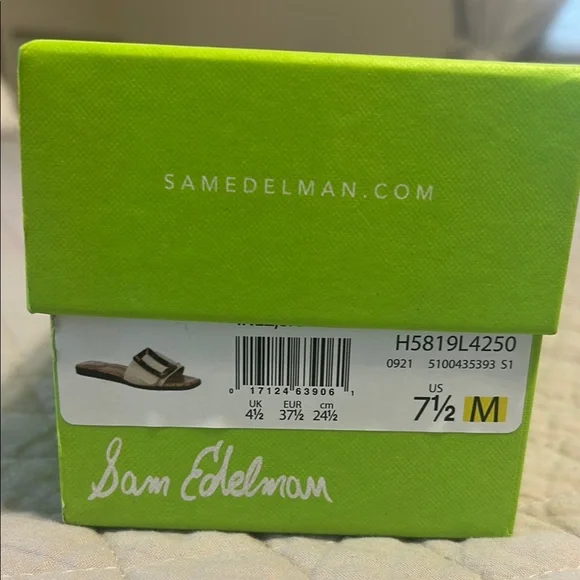 SAMEDELMAN.COM
H5819L4250
0921 5100435393 S1
0 17124 63906 1
UK EUR cm
4½ 37½ 24½
US
7½ M
Sam Edelman